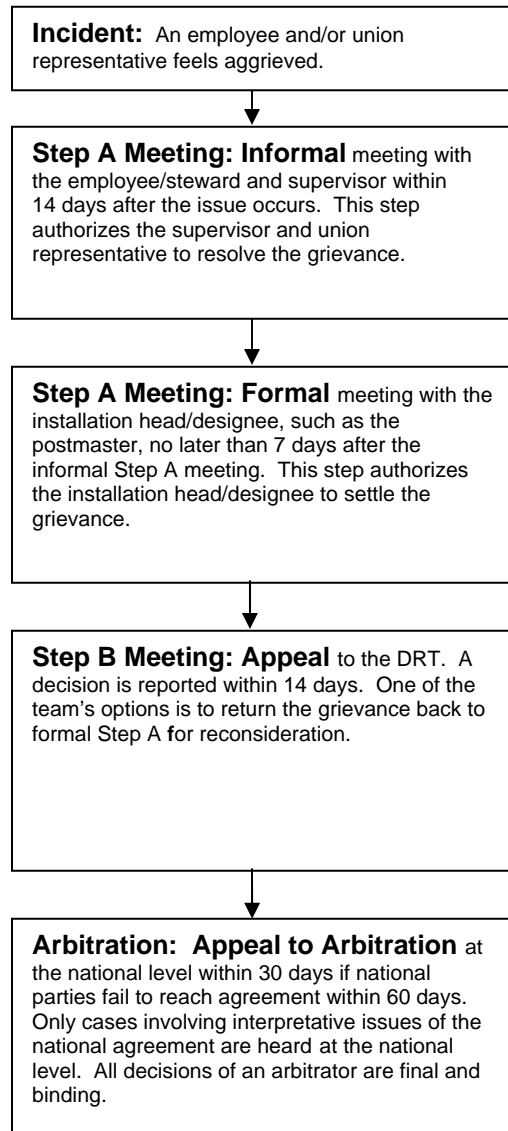 Incident: An employee and/or union
representative feels aggrieved.
Step A Meeting: Informal meeting with
the employee/steward and supervisor within
14 days after the issue occurs. This step
authorizes the supervisor and union
representative to resolve the grievance.
Step A Meeting: Formal meeting with the
installation head/designee, such as the
postmaster, no later than 7 days after the
informal Step A meeting. This step authorizes
the installation head/designee to settle the
grievance.
Step B Meeting: Appeal to the DRT. A
decision is reported within 14 days. One of the
team's options is to return the grievance back to
formal Step A for reconsideration.
Arbitration: Appeal to Arbitration at
the national level within 30 days if national
parties fail to reach agreement within 60 days.
Only cases involving interpretative issues of the
national agreement are heard at the national
level. All decisions of an arbitrator are final and
binding.